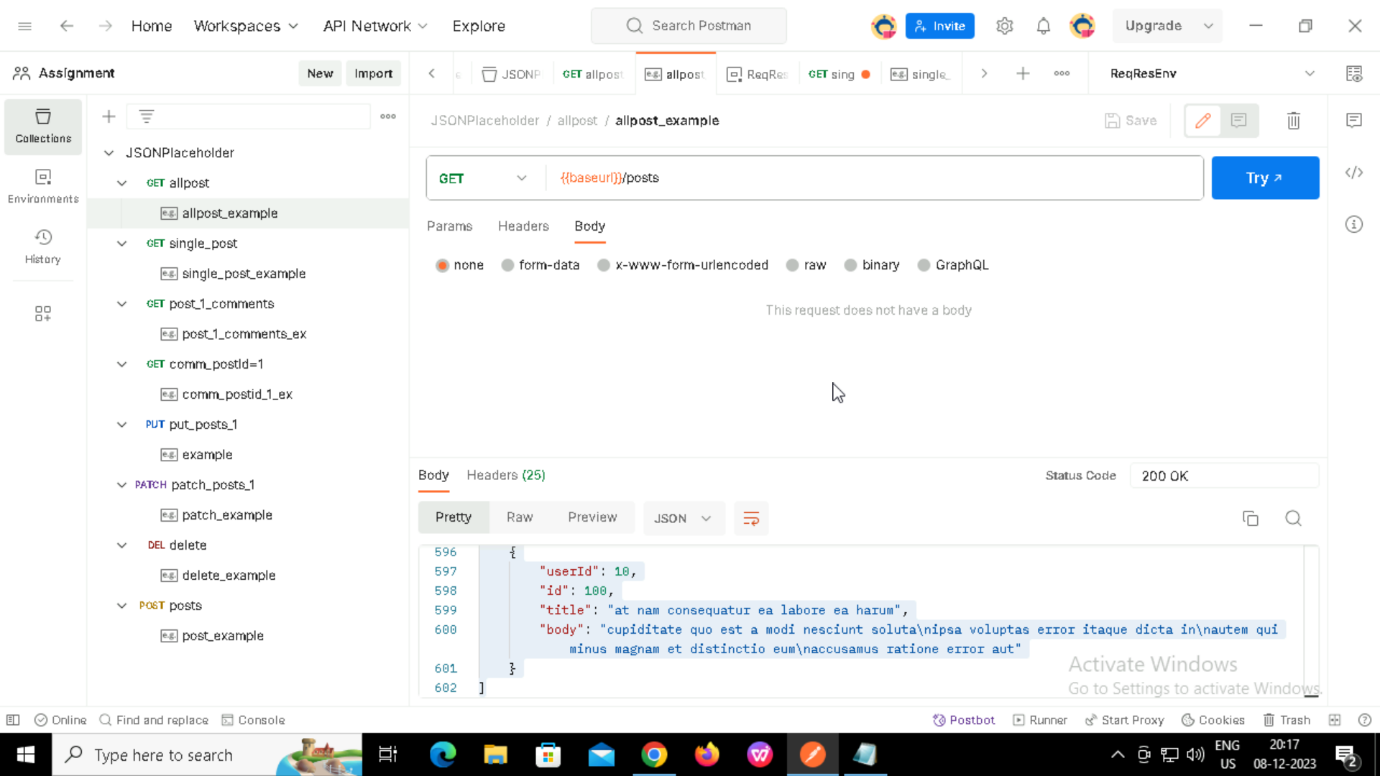 Home Workspaces API Network Explore Search Postman Invite Upgrade
Assignment New Import JSONP GET allpost e.g. allpost ReqRes GET sing e.g. single_ ReqResEnv
Collections
Environments
History
JSONPlaceholder
GET allpost
e.g. allpost_example
GET single_post
e.g. single_post_example
GET post_1_comments
e.g. post_1_comments_ex
GET comm_postId=1
e.g. comm_postid_1_ex
PUT put_posts_1
e.g. example
PATCH patch_posts_1
e.g. patch_example
DEL delete
e.g. delete_example
POST posts
e.g. post_example
JSONPlaceholder / allpost / allpost_example Save
GET {{baseurl}}/posts Try
Params Headers Body
none form-data x-www-form-urlencoded raw binary GraphQL
This request does not have a body
Body Headers (25) Status Code 200 OK
Pretty Raw Preview JSON
596 {
597 "userId": 10,
598 "id": 100,
599 "title": "at nam consequatur ea labore ea harum",
600 "body": "cupiditate quo est a modi nesciunt soluta\nipsa voluptas error itaque dicta in\nautem qui
minus magnam et distinctio eum\naccusamus ratione error aut"
601 }
602 ]
Activate Windows
Go to Settings to activate Windows.
Online Find and replace Console Postbot Runner Start Proxy Cookies Trash
Type here to search ENG US 20:17 08-12-2023 2